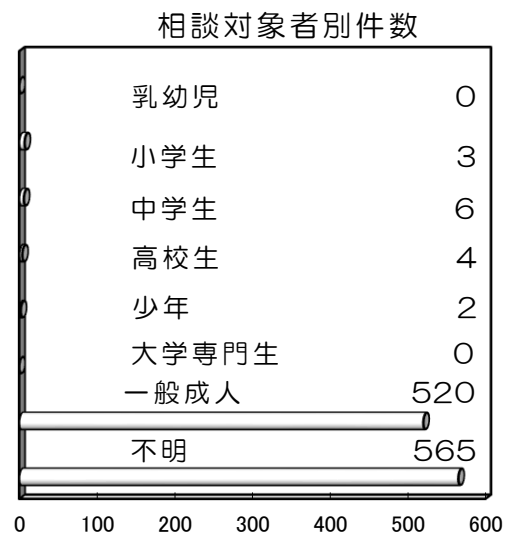 相談対象者別件数
乳幼児 0
小学生 3
中学生 6
高校生 4
少年 2
大学専門生 0
一般成人 520
不明 565
0 100 200 300 400 500 600